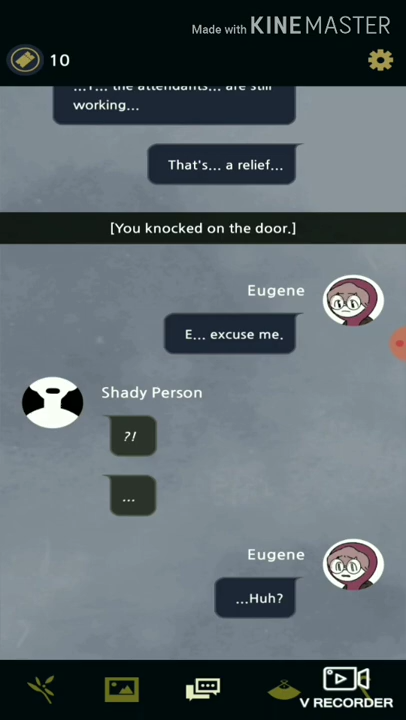 Made with KINEMASTER
10
...I... the attendants... are still
working...
That's... a relief...
[You knocked on the door.]
Eugene
E... excuse me.
Shady Person
?!
...
Eugene
...Huh?
V RECORDER